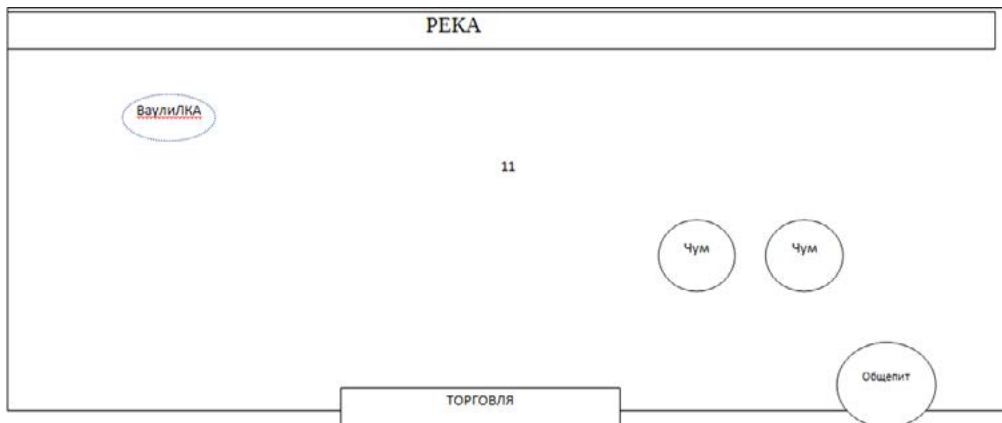 РЕКА
ВаулиЛКА
11
Чум
Чум
Общепит
ТОРГОВЛЯ